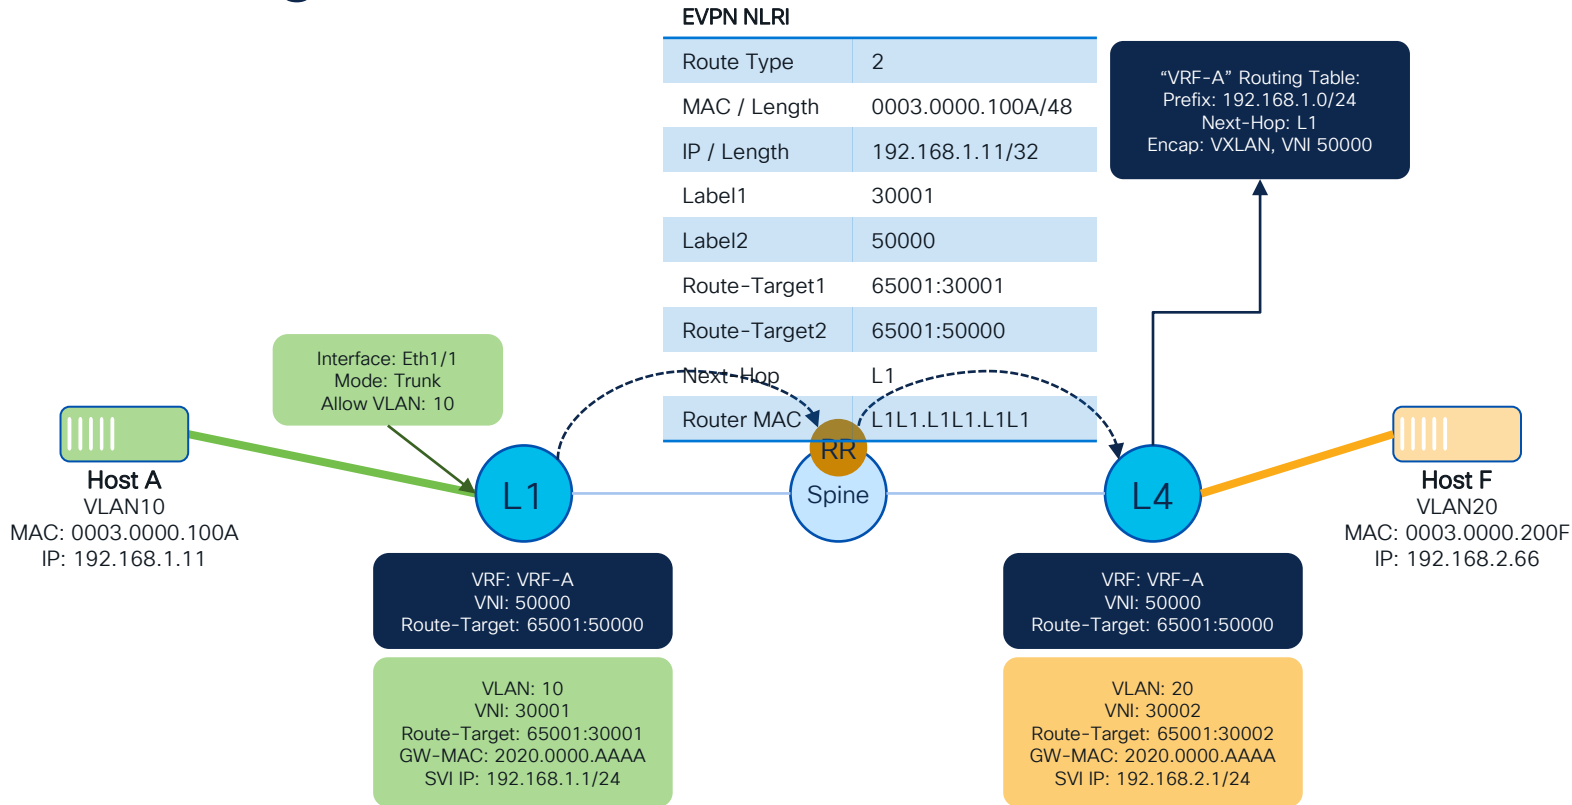 EVPN NLRI
Route Type 2
MAC / Length 0003.0000.100A/48
IP / Length 192.168.1.11/32
Label1 30001
Label2 50000
Route-Target1 65001:30001
Route-Target2 65001:50000
Next-Hop L1
Router MAC L1L1.L1L1.L1L1
“VRF-A” Routing Table:
Prefix: 192.168.1.0/24
Next-Hop: L1
Encap: VXLAN, VNI 50000
Interface: Eth1/1
Mode: Trunk
Allow VLAN: 10
Host A
VLAN10
MAC: 0003.0000.100A
IP: 192.168.1.11
L1
RR
Spine
L4
Host F
VLAN20
MAC: 0003.0000.200F
IP: 192.168.2.66
VRF: VRF-A
VNI: 50000
Route-Target: 65001:50000
VLAN: 10
VNI: 30001
Route-Target: 65001:30001
GW-MAC: 2020.0000.AAAA
SVI IP: 192.168.1.1/24
VRF: VRF-A
VNI: 50000
Route-Target: 65001:50000
VLAN: 20
VNI: 30002
Route-Target: 65001:30002
GW-MAC: 2020.0000.AAAA
SVI IP: 192.168.2.1/24